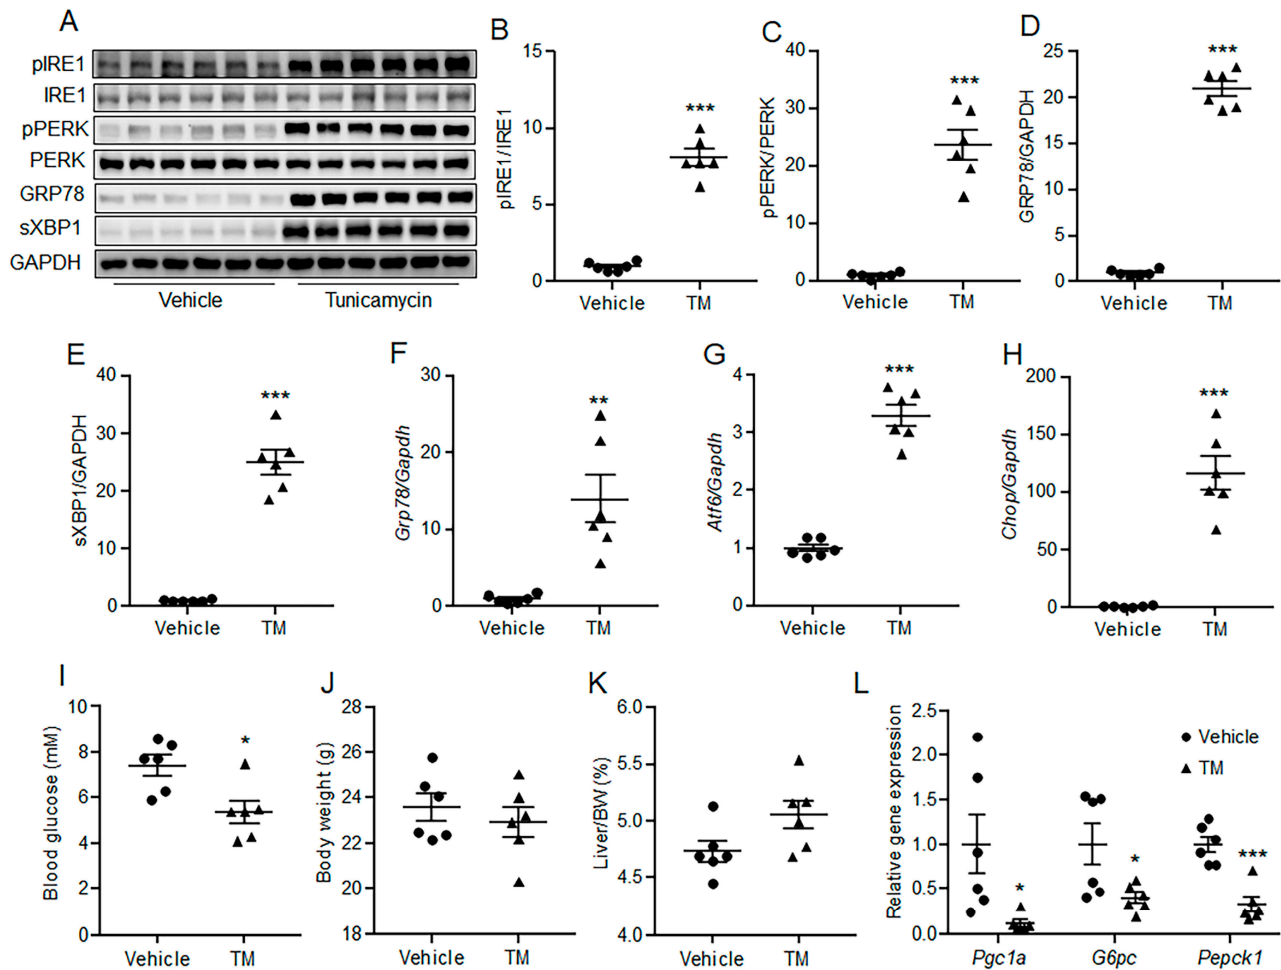 A
pIRE1
IRE1
pPERK
PERK
GRP78
sXBP1
GAPDH
Vehicle Tunicamycin
B
pIRE1/IRE1
15
10
5
0
***
Vehicle TM
C
pPERK/PERK
40
30
20
10
0
***
Vehicle TM
D
GRP78/GAPDH
25
20
15
10
5
0
***
Vehicle TM
E
sXBP1/GAPDH
40
30
20
10
0
***
Vehicle TM
F
Grp78/Gapdh
30
20
10
0
**
Vehicle TM
G
Atf6/Gapdh
4
3
2
1
0
***
Vehicle TM
H
Chop/Gapdh
200
150
100
50
0
***
Vehicle TM
I
Blood glucose (mM)
10
8
6
4
2
0
*
Vehicle TM
J
Body weight (g)
28
26
24
22
20
18
Vehicle TM
K
Liver/BW (%)
6.0
5.5
5.0
4.5
4.0
Vehicle TM
L
Relative gene expression
2.5
2.0
1.5
1.0
0.5
0.0
Vehicle
TM
*
*
***
Pgc1a G6pc Pepck1